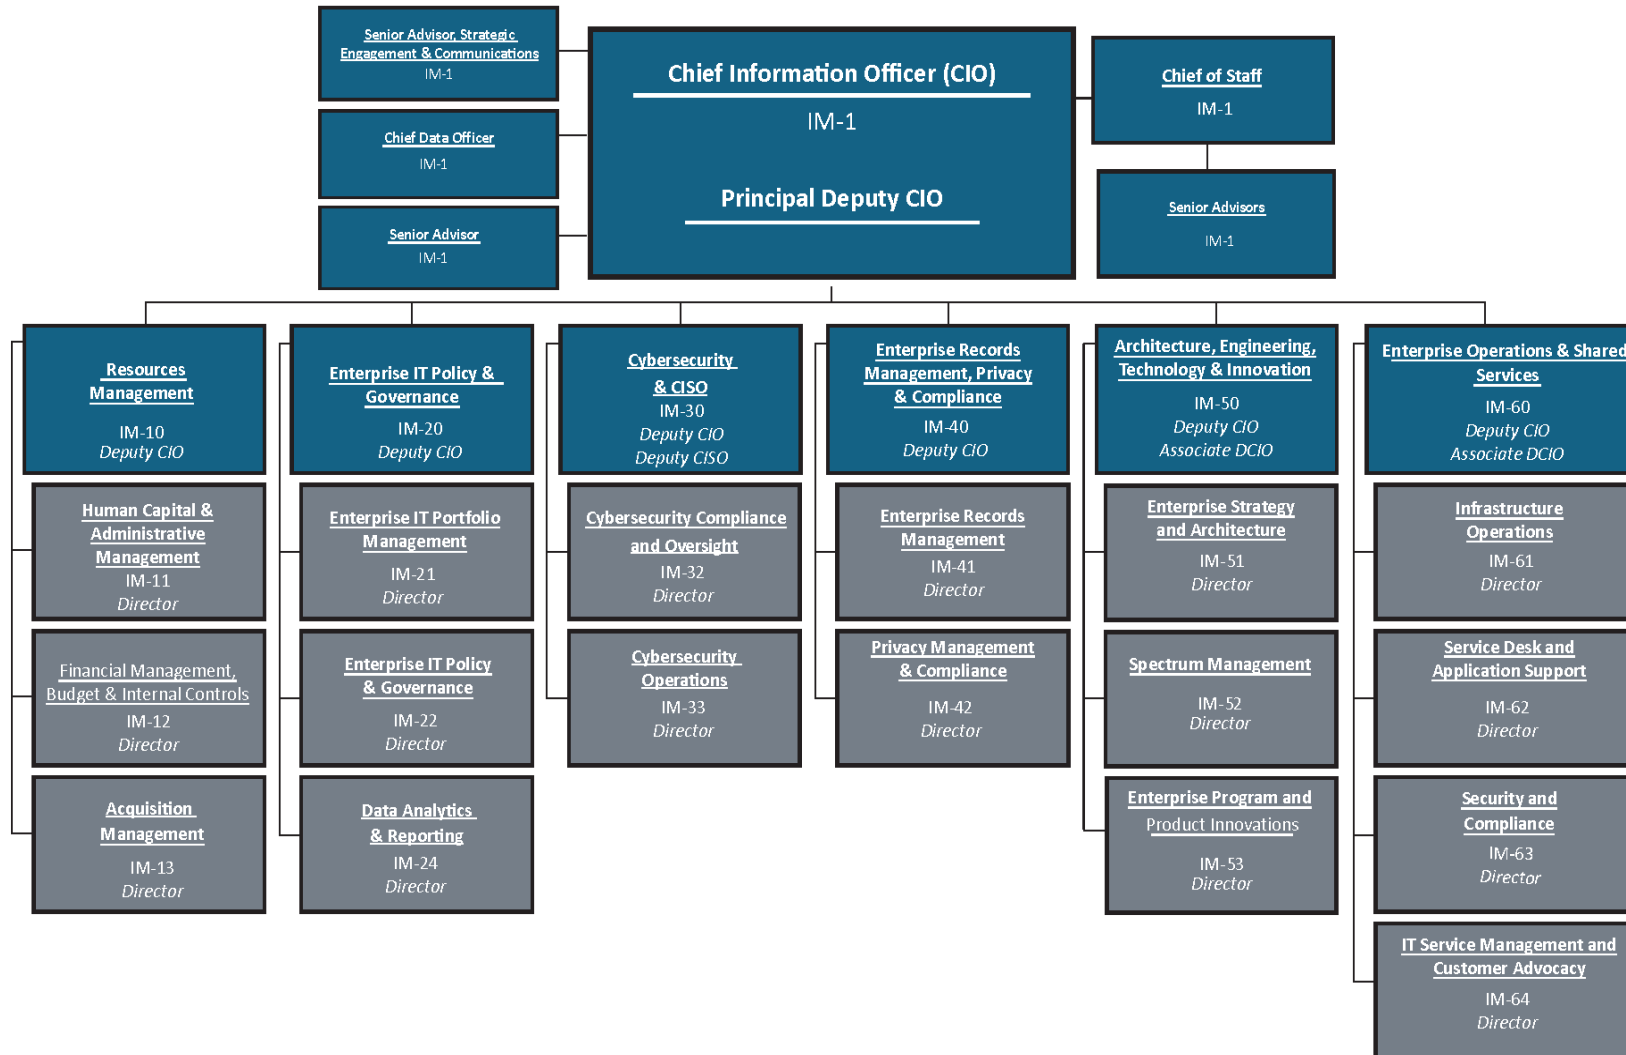 Senior Advisor, Strategic
Engagement & Communications
IM-1
Chief Data Officer
IM-1
Senior Advisor
IM-1
Chief Information Officer (CIO)
IM-1
Principal Deputy CIO
Chief of Staff
IM-1
Senior Advisors
IM-1
Resources
Management
IM-10
Deputy CIO
Human Capital &
Administrative
Management
IM-11
Director
Financial Management,
Budget & Internal Controls
IM-12
Director
Acquisition
Management
IM-13
Director
Enterprise IT Policy &
Governance
IM-20
Deputy CIO
Enterprise IT Portfolio
Management
IM-21
Director
Enterprise IT Policy
& Governance
IM-22
Director
Data Analytics
& Reporting
IM-24
Director
Cybersecurity
& CISO
IM-30
Deputy CIO
Deputy CISO
Cybersecurity Compliance
and Oversight
IM-32
Director
Cybersecurity
Operations
IM-33
Director
Enterprise Records
Management, Privacy
& Compliance
IM-40
Deputy CIO
Enterprise Records
Management
IM-41
Director
Privacy Management
& Compliance
IM-42
Director
Architecture, Engineering,
Technology & Innovation
IM-50
Deputy CIO
Associate DCIO
Enterprise Strategy
and Architecture
IM-51
Director
Spectrum Management
IM-52
Director
Enterprise Program and
Product Innovations
IM-53
Director
Enterprise Operations & Shared
Services
IM-60
Deputy CIO
Associate DCIO
Infrastructure
Operations
IM-61
Director
Service Desk and
Application Support
IM-62
Director
Security and
Compliance
IM-63
Director
IT Service Management and
Customer Advocacy
IM-64
Director